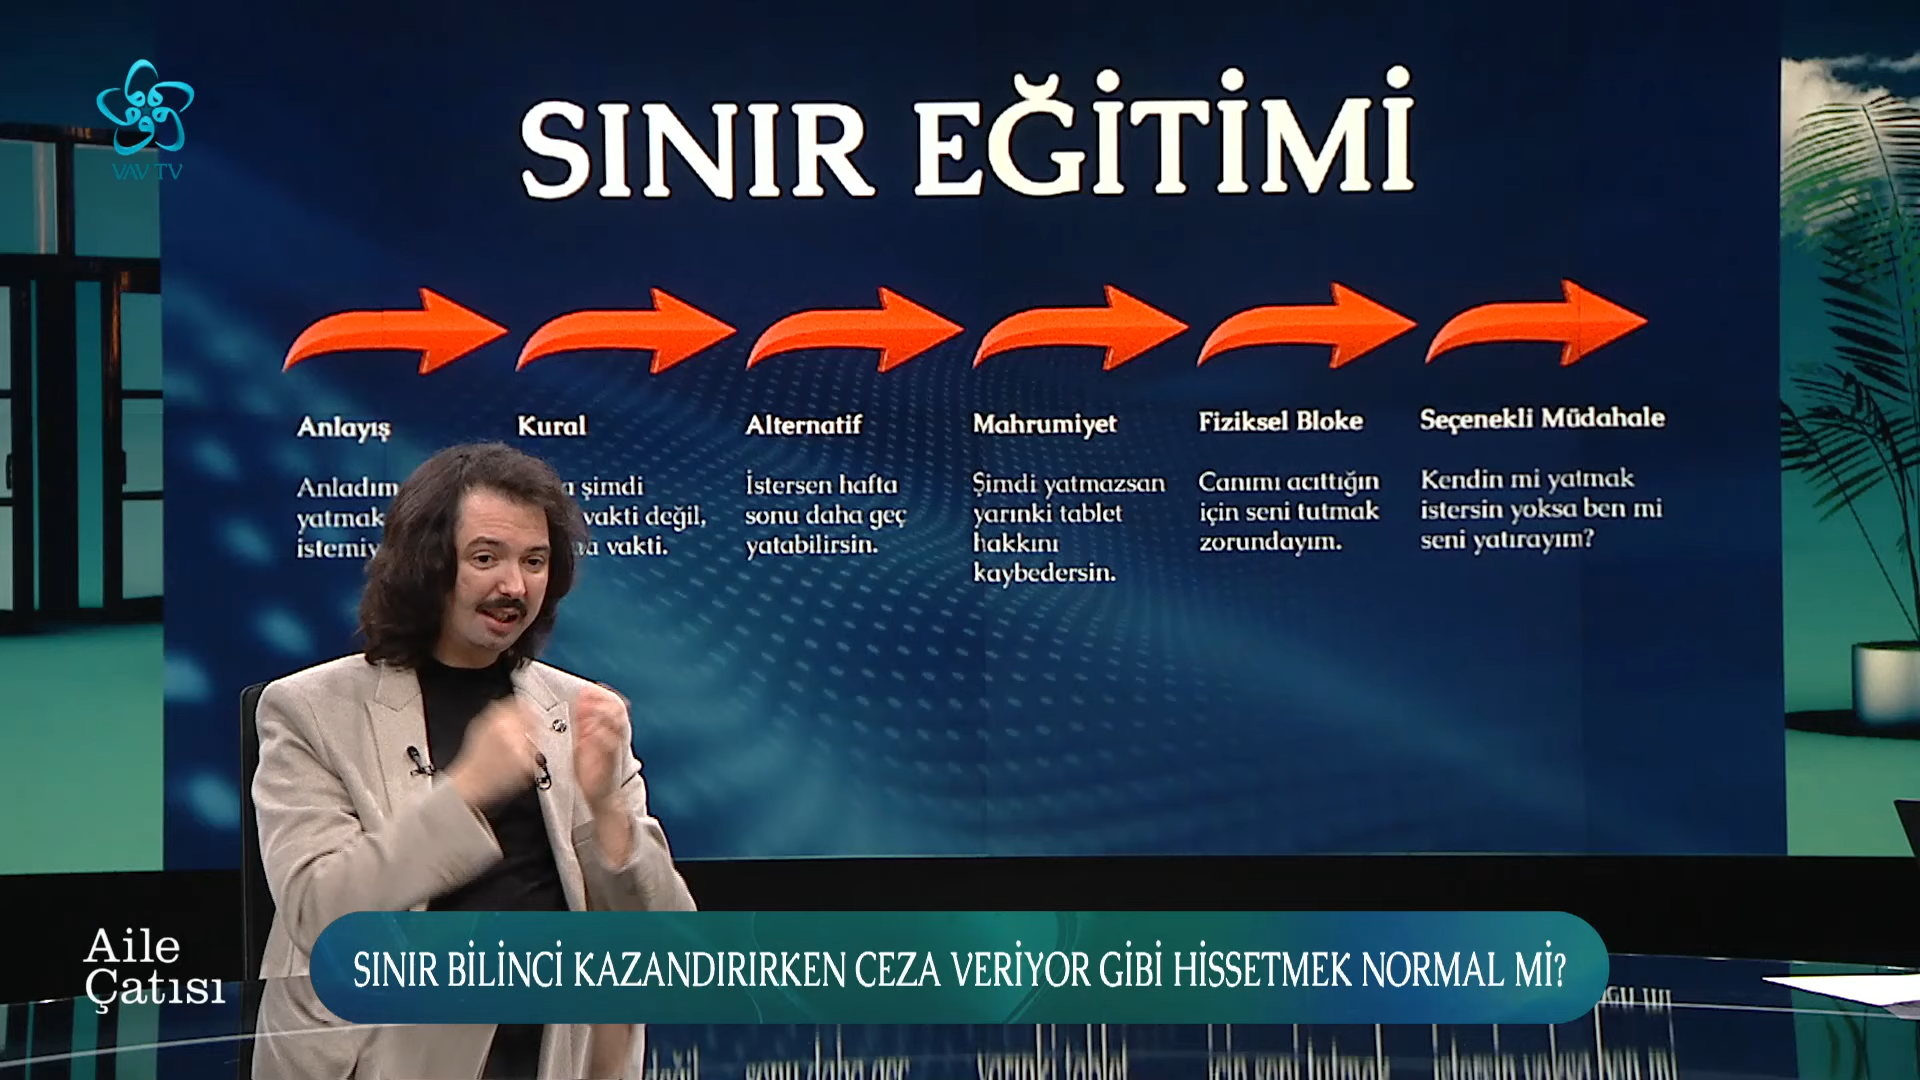 VAV TV
SINIR EĞİTİMİ
Anlayış
Anladım
yatmak
Kural
şimdi
vakti değil,
vakti.
Alternatif
İstersen hafta
sonu daha geç
yatabilirsin.
Mahrumiyet
Şimdi yatmazsan
yarınki tablet
hakkını
kaybedersin.
Fiziksel Bloke
Canımı acıttığın
için seni tutmak
zorundayım.
Seçenekli Müdahale
Kendin mi yatmak
istersin yoksa ben mi
seni yatırayım?
Aile
Çatısı
SINIR BİLİNCİ KAZANDIRIRKEN CEZA VERİYOR GİBİ HİSSETMEK NORMAL Mİ?